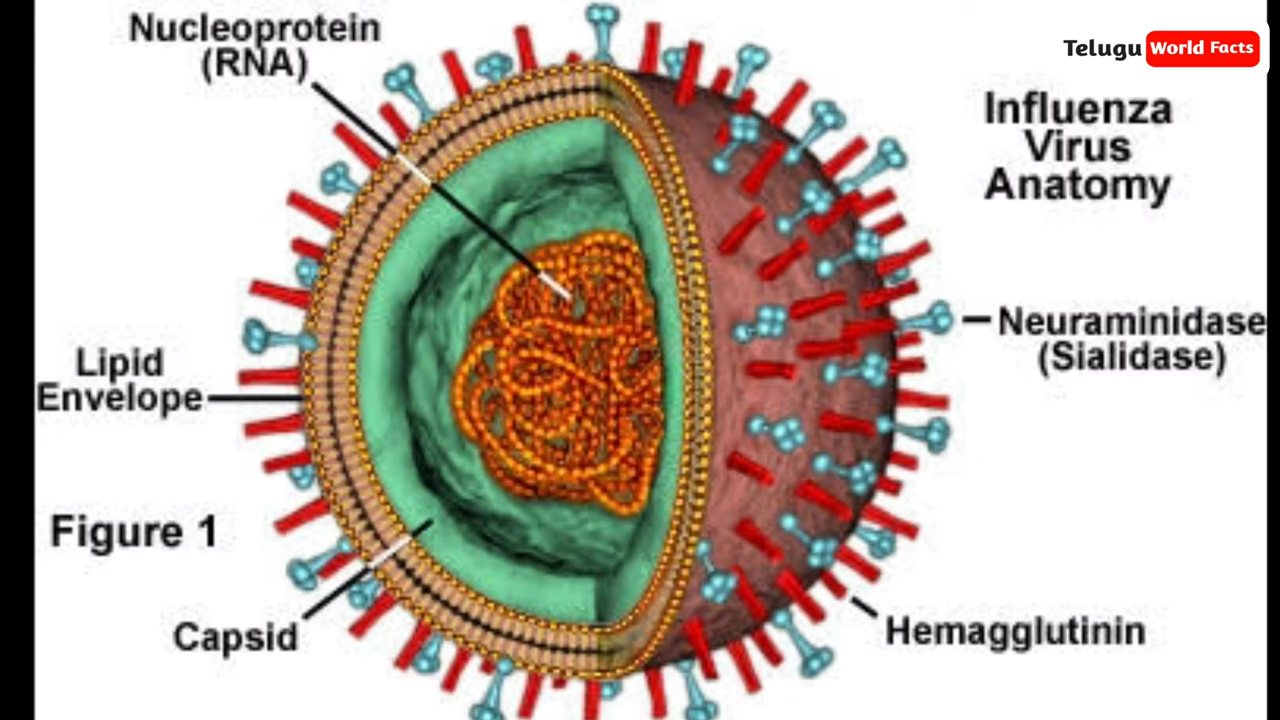 Nucleoprotein
(RNA)
Telugu World Facts
Influenza
Virus
Anatomy
Neuraminidase
(Sialidase)
Lipid
Envelope
Figure 1
Capsid
Hemagglutinin